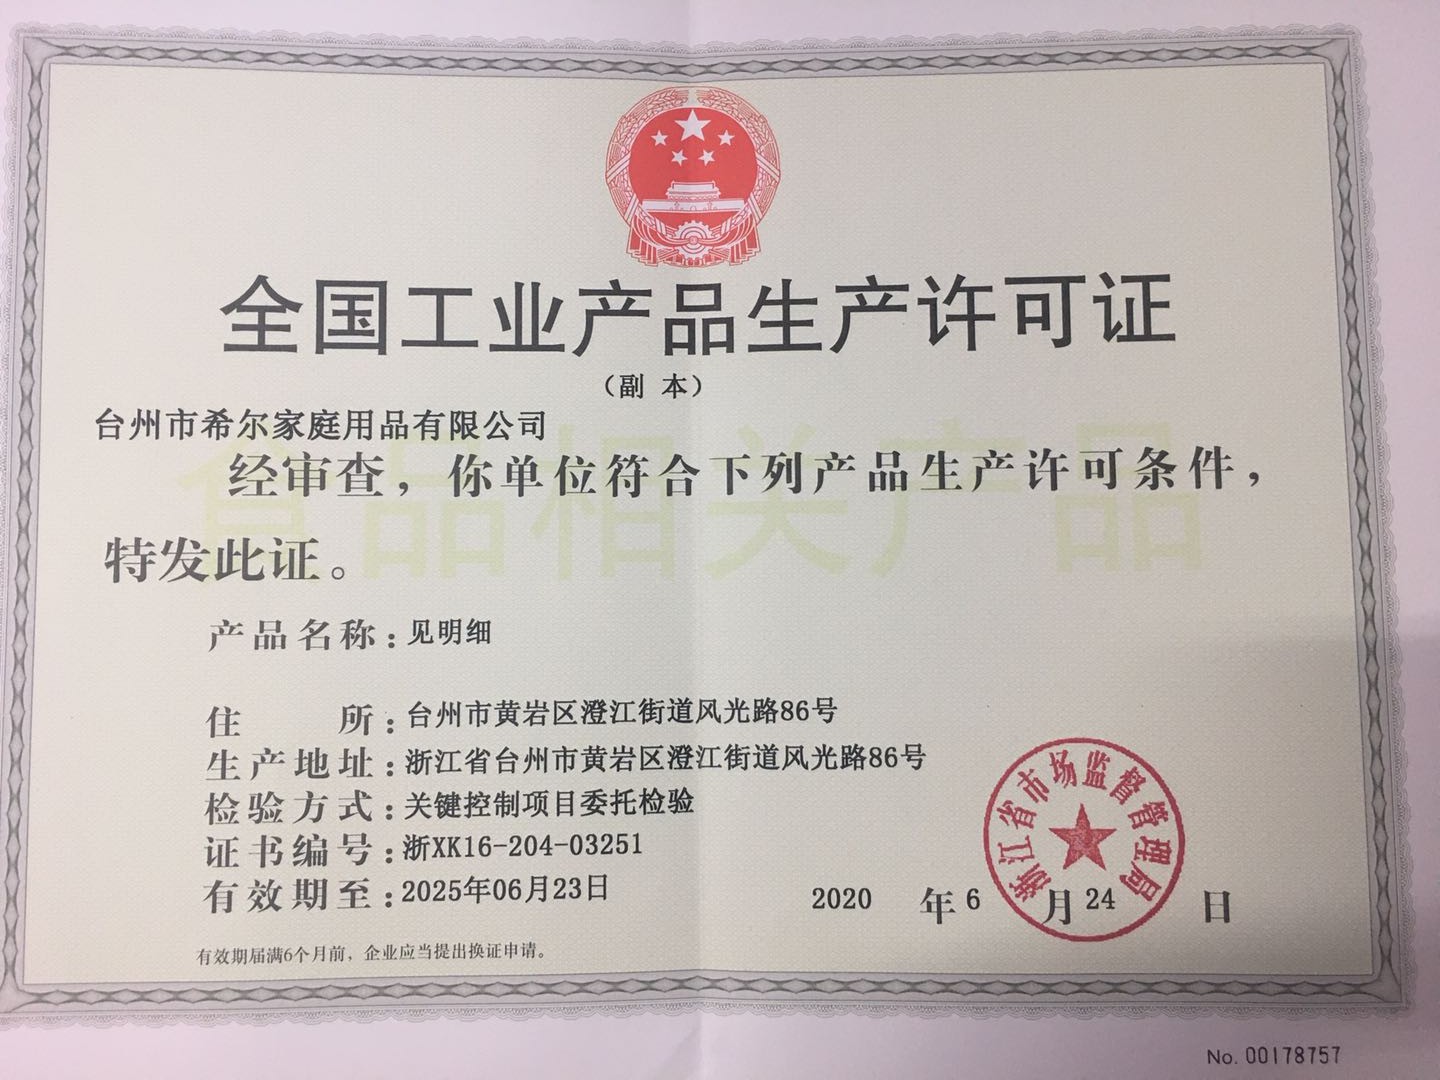 全国工业产品生产许可证
（副 本）
台州市希尔家庭用品有限公司
食品相关产品
经审查，你单位符合下列产品生产许可条件，
特发此证。
产品名称：见明细
住 所：台州市黄岩区澄江街道风光路86号
生产地址：浙江省台州市黄岩区澄江街道风光路86号
检验方式：关键控制项目委托检验
证书编号：浙XK16-204-03251
有效期至：2025年06月23日
浙江省市场监督管理局
2020 年 6 月 24 日
有效期届满6个月前，企业应当提出换证申请。
No. 00178757